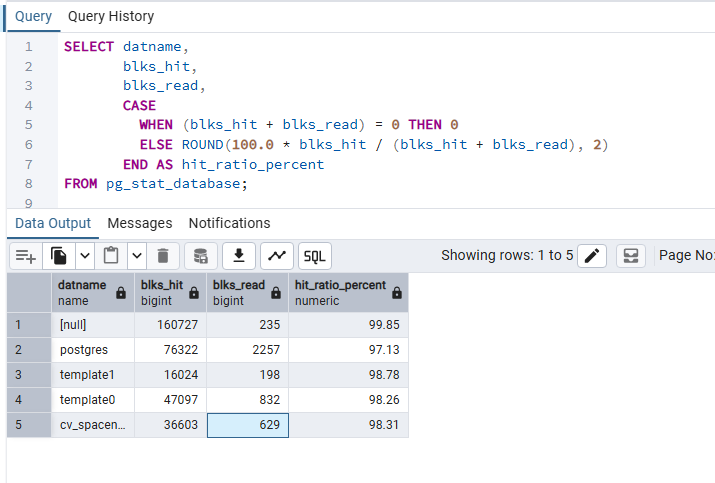 Query Query History
1 SELECT datname,
2 blks_hit,
3 blks_read,
4 CASE
5 WHEN (blks_hit + blks_read) = 0 THEN 0
6 ELSE ROUND(100.0 * blks_hit / (blks_hit + blks_read), 2)
7 END AS hit_ratio_percent
8 FROM pg_stat_database;
9
Data Output Messages Notifications
SQL Showing rows: 1 to 5 Page No:
datname blks_hit blks_read hit_ratio_percent
name bigint bigint numeric
1 [null] 160727 235 99.85
2 postgres 76322 2257 97.13
3 template1 16024 198 98.78
4 template0 47097 832 98.26
5 cv_spacen... 36603 629 98.31